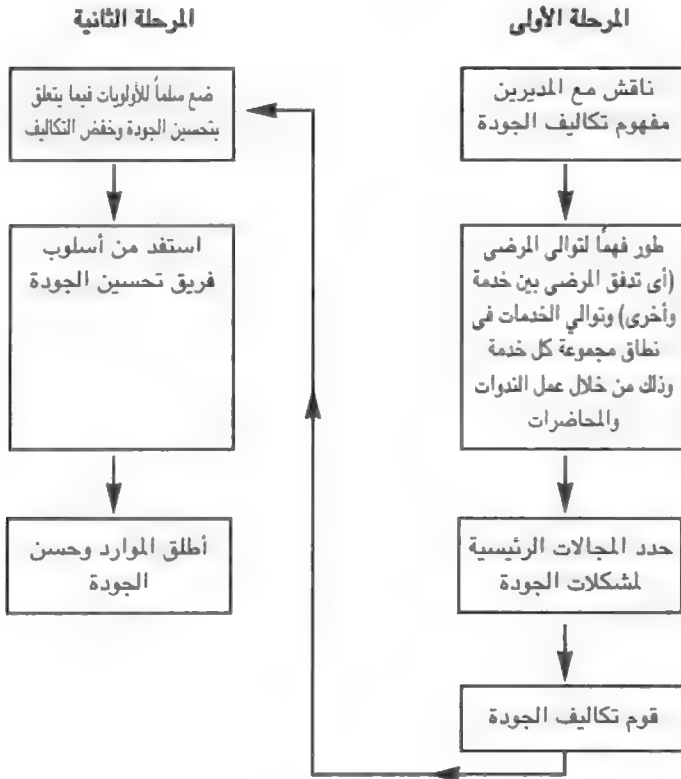 المرحلة الأولى
ناقش مع المديرين
مفهوم تكاليف الجودة
طور فهماً لتوالى المرضى
(أى تدفق المرضى بين خدمة
وأخرى) وتوالي الخدمات فى
نطاق مجموعة كل خدمة
وذلك من خلال عمل الندوات
والمحاضرات
حدد المجالات الرئيسية
لمشكلات الجودة
قوم تكاليف الجودة
المرحلة الثانية
ضع سلماً للأولويات فيما يتعلق
بتحسين الجودة وخفض التكاليف
استفد من أسلوب
فريق تحسين الجودة
أطلق الموارد وحسن
الجودة